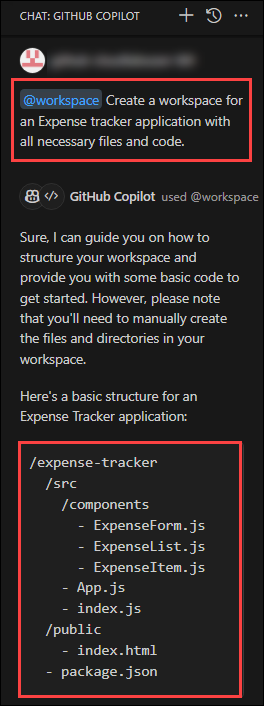 CHAT: GITHUB COPILOT
@workspace Create a workspace for
an Expense tracker application with
all necessary files and code.
GitHub Copilot used @workspace
Sure, I can guide you on how to
structure your workspace and
provide you with some basic code to
get started. However, please note
that you'll need to manually create
the files and directories in your
workspace.
Here's a basic structure for an
Expense Tracker application:
/expense-tracker
/src
/components
- ExpenseForm.js
- ExpenseList.js
- ExpenseItem.js
- App.js
- index.js
/public
- index.html
- package.json